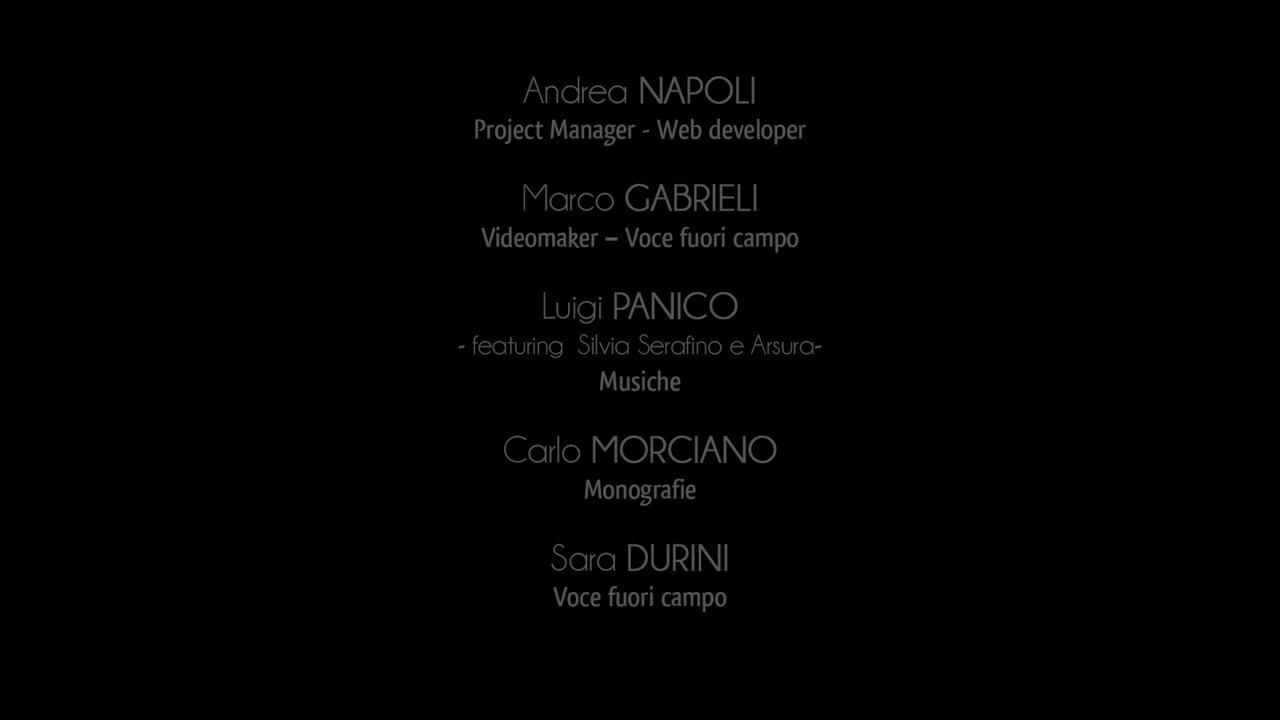 Andrea NAPOLI
Project Manager - Web developer
Marco GABRIELI
Videomaker – Voce fuori campo
Luigi PANICO
- featuring Silvia Serafino e Arsura-
Musiche
Carlo MORCIANO
Monografie
Sara DURINI
Voce fuori campo